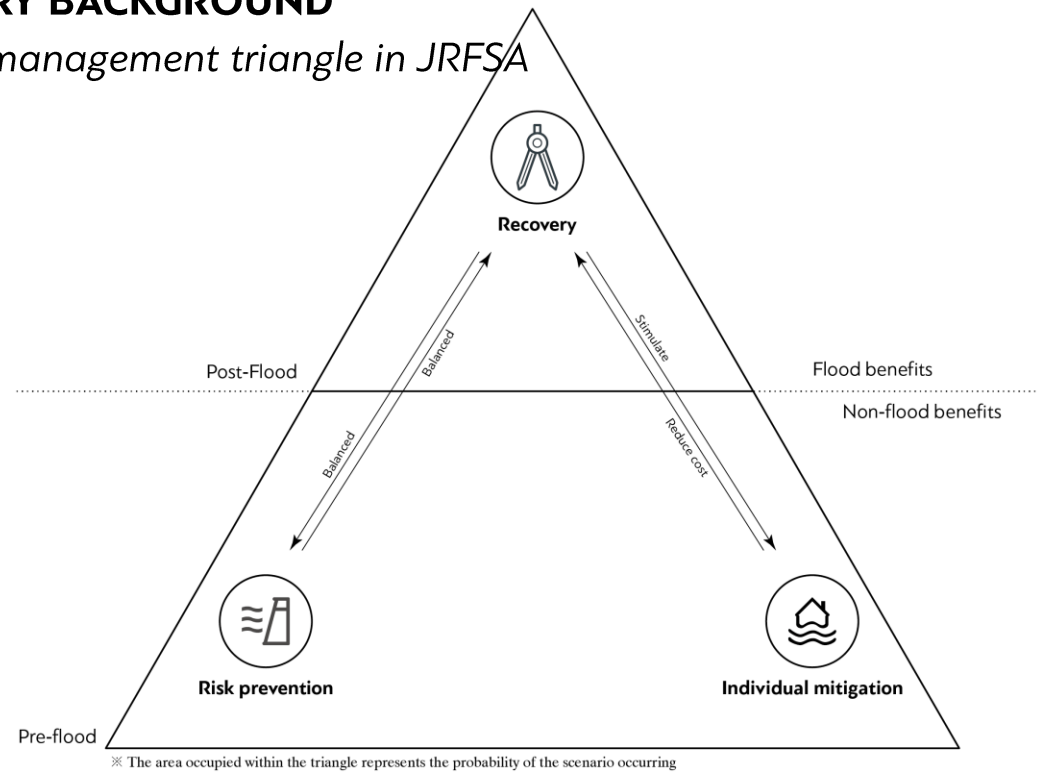 RY BACKGROUND
management triangle in JRFSA
Recovery
Balanced
Stimulate
Post-Flood
Flood benefits
Non-flood benefits
Balanced
Reduce cost
Risk prevention
Individual mitigation
Pre-flood
※ The area occupied within the triangle represents the probability of the scenario occurring